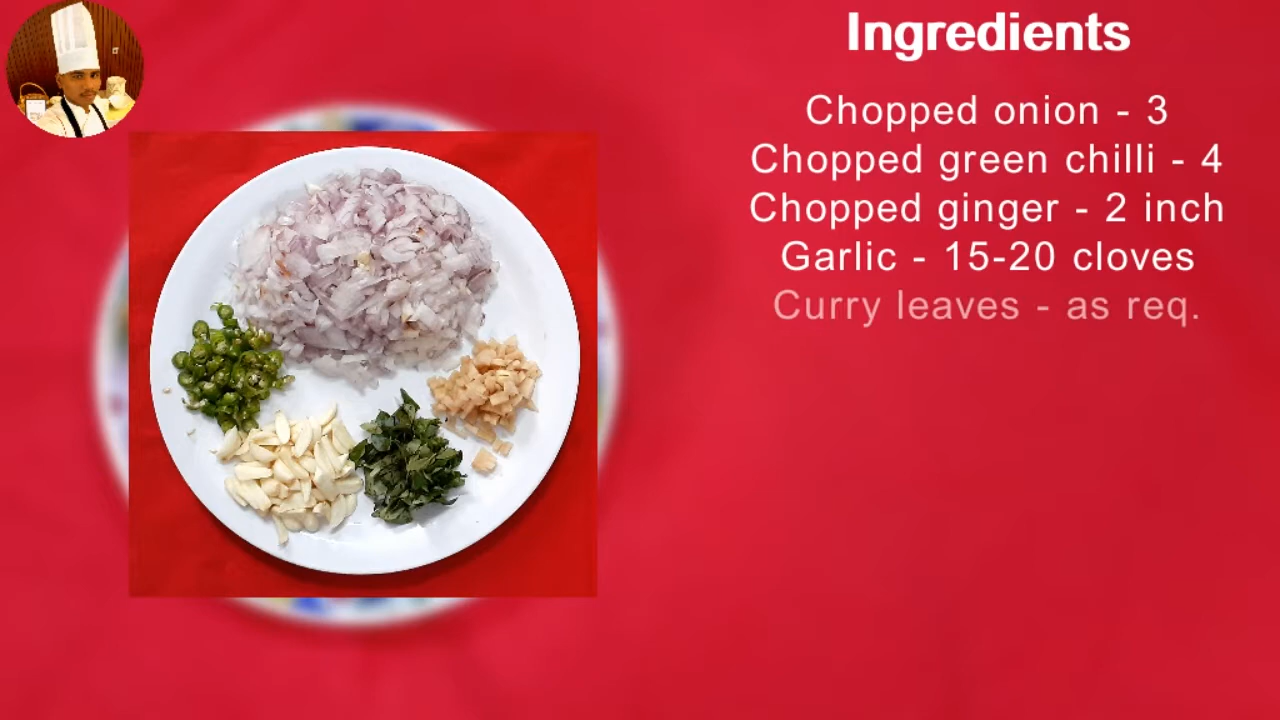 Ingredients
Chopped onion - 3
Chopped green chilli - 4
Chopped ginger - 2 inch
Garlic - 15-20 cloves
Curry leaves - as req.